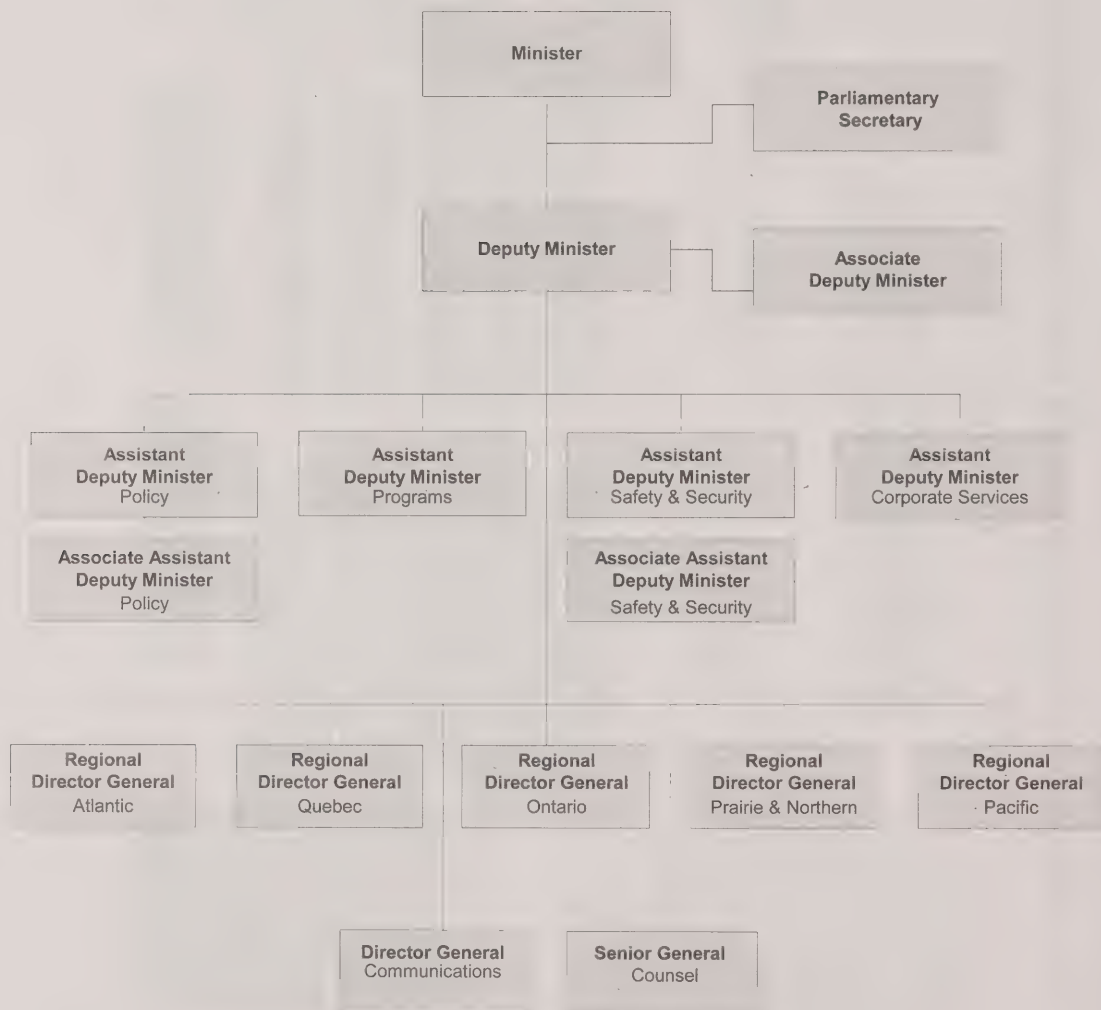 Minister
Parliamentary
Secretary
Deputy Minister
Associate
Deputy Minister
Assistant
Deputy Minister
Policy
Assistant
Deputy Minister
Programs
Assistant
Deputy Minister
Safety & Security
Assistant
Deputy Minister
Corporate Services
Associate Assistant
Deputy Minister
Policy
Associate Assistant
Deputy Minister
Safety & Security
Regional
Director General
Atlantic
Regional
Director General
Quebec
Regional
Director General
Ontario
Regional
Director General
Prairie & Northern
Regional
Director General
Pacific
Director General
Communications
Senior General
Counsel